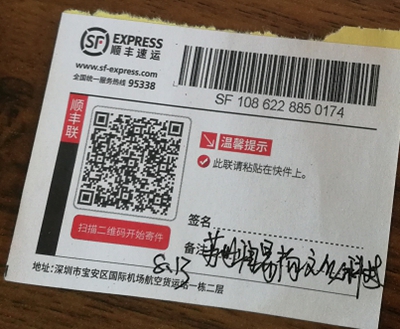 SF EXPRESS
顺丰速运
www.sf-express.com
全国统一服务热线 95338
SF 108 622 885 0174
顺丰联
温馨提示
此联请粘贴在快件上。
扫描二维码开始寄件
签名:
备注:
8.13
地址:深圳市宝安区国际机场航空货运站一栋二层